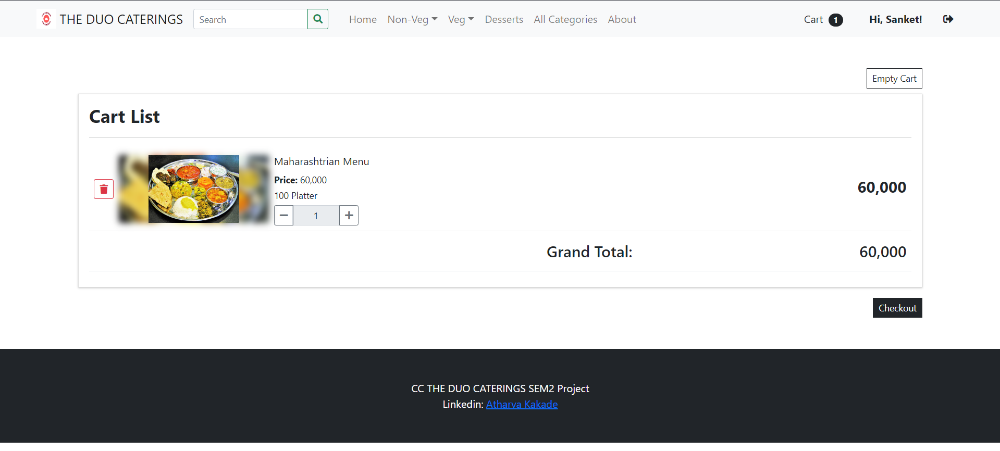 THE DUO CATERINGS Search Home Non-Veg Veg Desserts All Categories About Cart 1 Hi, Sanket!
Empty Cart
Cart List
Maharashtrian Menu
Price: 60,000
100 Platter
1
60,000
Grand Total: 60,000
Checkout
CC THE DUO CATERINGS SEM2 Project
Linkedin: Atharva Kakade